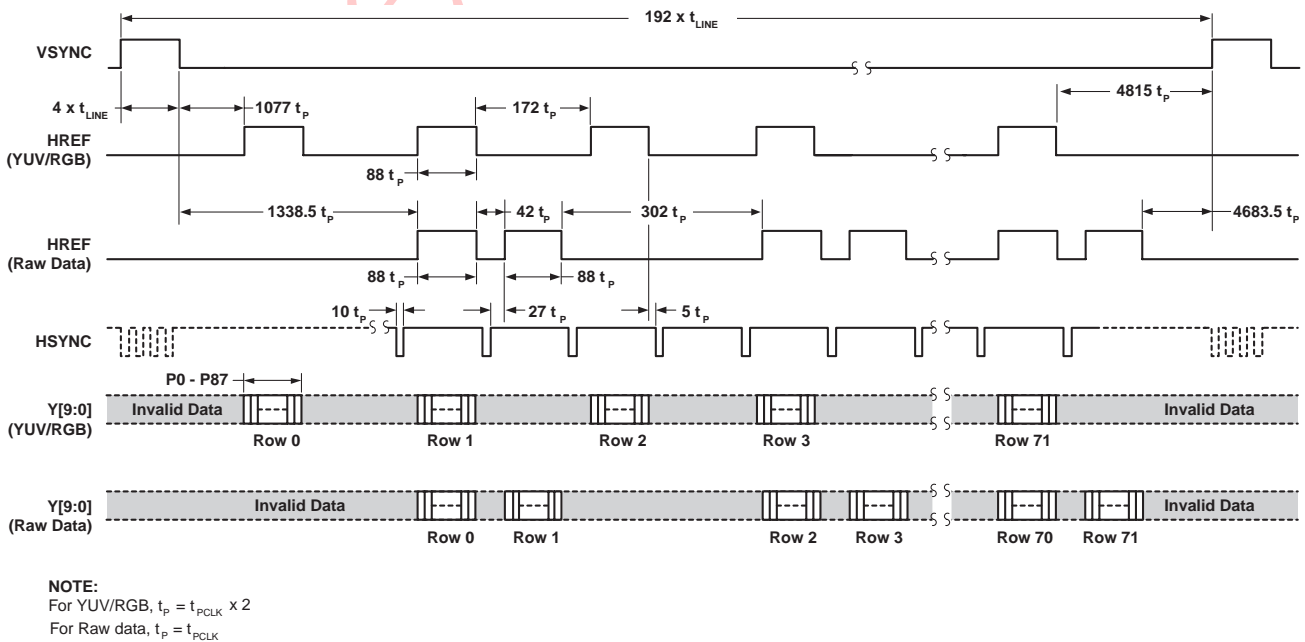 192 x tLINE
VSYNC
4 x tLINE
1077 tP
172 tP
4815 tP
HREF
(YUV/RGB)
88 tP
1338.5 tP
42 tP
302 tP
4683.5 tP
HREF
(Raw Data)
88 tP
88 tP
10 tP
27 tP
5 tP
HSYNC
P0 - P87
Y[9:0]
(YUV/RGB)
Invalid Data
Invalid Data
Row 0
Row 1
Row 2
Row 3
Row 71
Y[9:0]
(Raw Data)
Invalid Data
Invalid Data
Row 0
Row 1
Row 2
Row 3
Row 70
Row 71
NOTE:
For YUV/RGB, tP = tPCLK x 2
For Raw data, tP = tPCLK